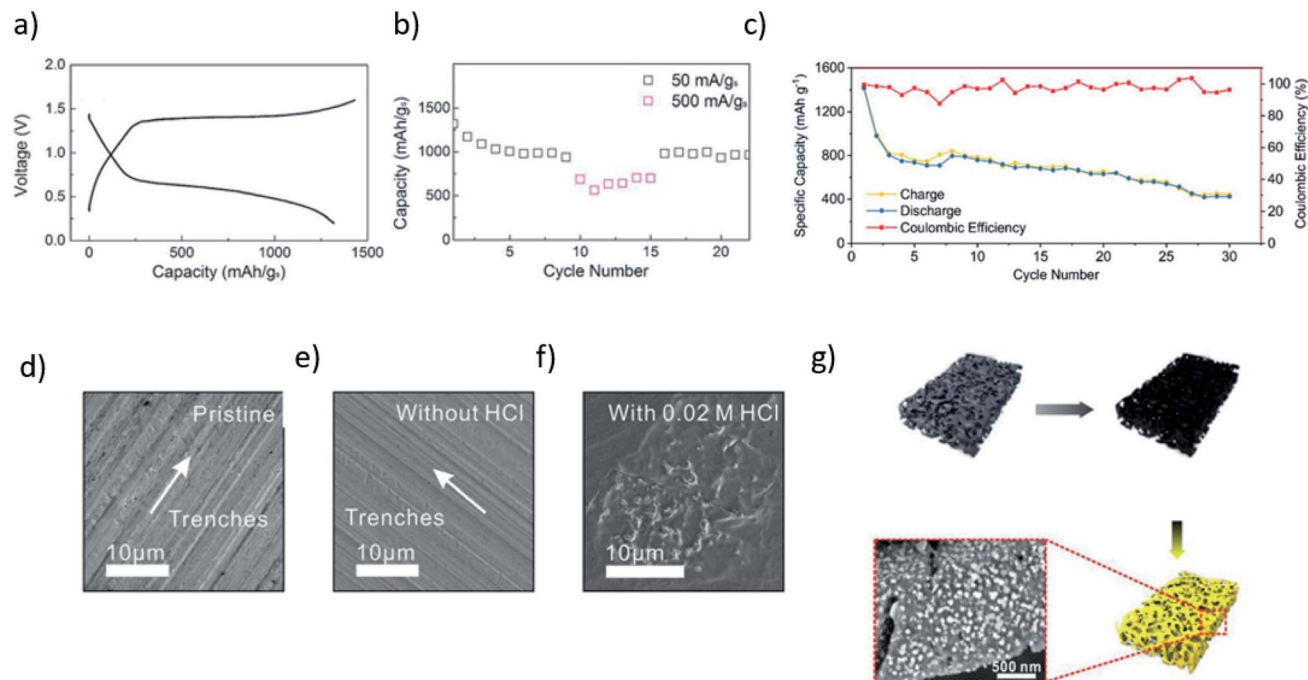 a)
2.0
1.5
1.0
0.5
0.0
Voltage (V)
0
500
1000
1500
Capacity (mAh/gs)
b)
50 mA/gs
500 mA/gs
1500
1000
500
0
Capacity (mAh/gs)
5
10
15
20
Cycle Number
c)
1600
1400
1200
800
400
0
Specific Capacity (mAh g⁻¹)
Charge
Discharge
Coulombic Efficiency
100
80
60
40
20
0
Coulombic Efficiency (%)
0
5
10
15
20
25
30
Cycle Number
d)
Pristine
Trenches
10µm
e)
Without HCl
Trenches
10µm
f)
With 0.02 M HCl
10µm
g)
500 nm